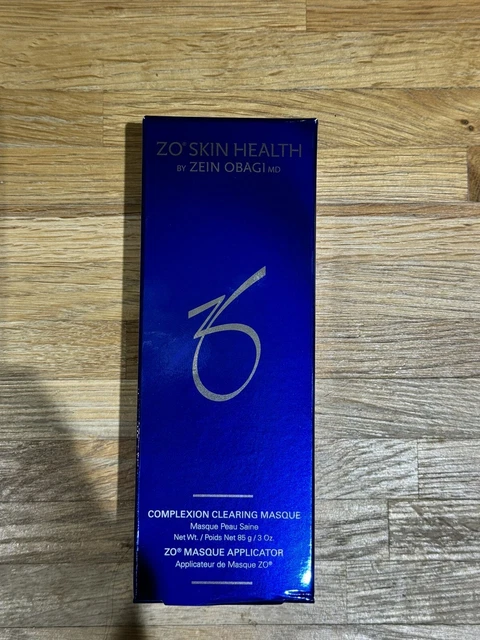 ZO® SKIN HEALTH
BY ZEIN OBAGI MD
COMPLEXION CLEARING MASQUE
Masque Peau Saine
Net Wt. / Poids Net 85 g / 3 Oz.
ZO® MASQUE APPLICATOR
Applicateur de Masque ZO®